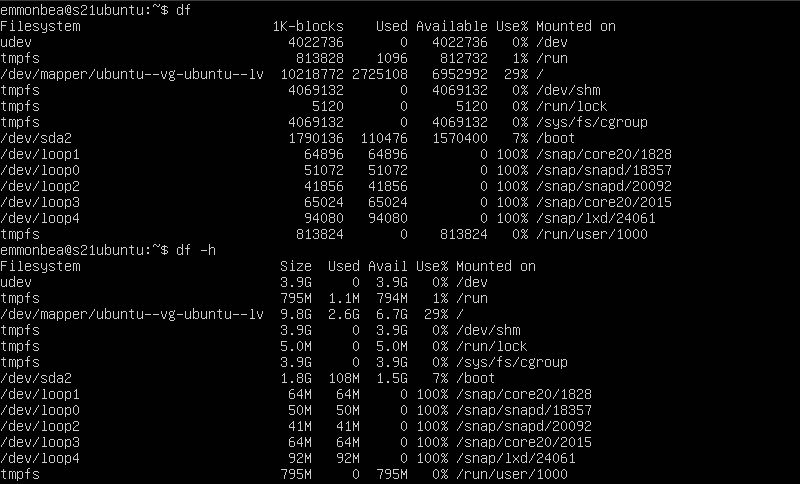 emmonbea@s21ubuntu:~$ df
Filesystem                        1K-blocks    Used Available Use% Mounted on
udev                                4022736       0   4022736   0% /dev
tmpfs                                813828    1096    812732   1% /run
/dev/mapper/ubuntu--vg-ubuntu--lv  10218772 2725108   6952992  29% /
tmpfs                               4069132       0   4069132   0% /dev/shm
tmpfs                                  5120       0      5120   0% /run/lock
tmpfs                               4069132       0   4069132   0% /sys/fs/cgroup
/dev/sda2                           1790136  110476   1570400   7% /boot
/dev/loop1                            64896   64896         0 100% /snap/core20/1828
/dev/loop0                            51072   51072         0 100% /snap/snapd/18357
/dev/loop2                            41856   41856         0 100% /snap/snapd/20092
/dev/loop3                            65024   65024         0 100% /snap/core20/2015
/dev/loop4                            94080   94080         0 100% /snap/lxd/24061
tmpfs                                813824       0    813824   0% /run/user/1000
emmonbea@s21ubuntu:~$ df -h
Filesystem                         Size  Used Avail Use% Mounted on
udev                               3.9G     0  3.9G   0% /dev
tmpfs                              795M  1.1M  794M   1% /run
/dev/mapper/ubuntu--vg-ubuntu--lv  9.8G  2.6G  6.7G  29% /
tmpfs                              3.9G     0  3.9G   0% /dev/shm
tmpfs                              5.0M     0  5.0M   0% /run/lock
tmpfs                              3.9G     0  3.9G   0% /sys/fs/cgroup
/dev/sda2                          1.8G  108M  1.5G   7% /boot
/dev/loop1                          64M   64M     0 100% /snap/core20/1828
/dev/loop0                          50M   50M     0 100% /snap/snapd/18357
/dev/loop2                          41M   41M     0 100% /snap/snapd/20092
/dev/loop3                          64M   64M     0 100% /snap/core20/2015
/dev/loop4                          92M   92M     0 100% /snap/lxd/24061
tmpfs                              795M     0  795M   0% /run/user/1000